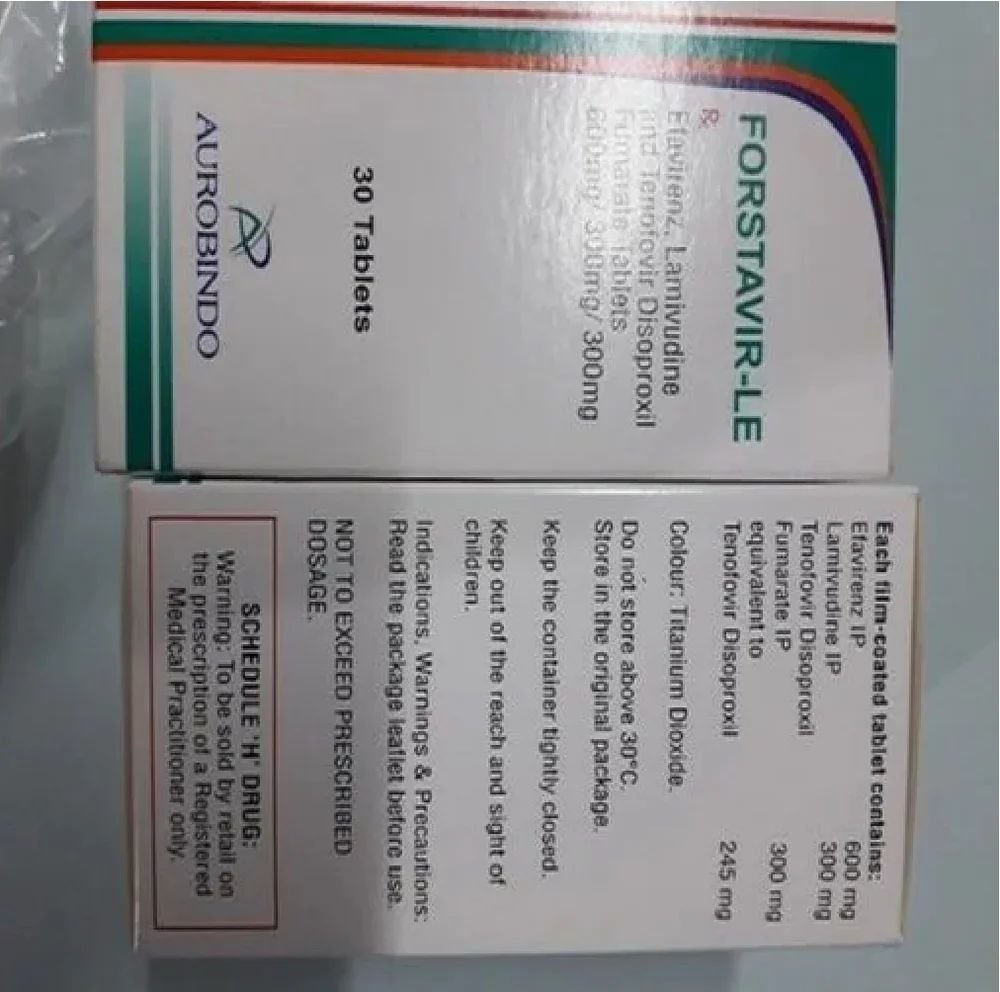 FORSTAVIR-LE
Rx
Efavirenz, Lamivudine
and Tenofovir Disoproxil
Fumarate Tablets
600mg/ 300mg/ 300mg
30 Tablets
AUROBINDO
Each film-coated tablet contains:
Efavirenz IP 600 mg
Lamivudine IP 300 mg
Tenofovir Disoproxil
Fumarate IP 300 mg
equivalent to
Tenofovir Disoproxil 245 mg
Colour: Titanium Dioxide.
Do not store above 30°C.
Store in the original package.
Keep the container tightly closed.
Keep out of the reach and sight of
children.
Indications, Warnings & Precautions:
Read the package leaflet before use.
NOT TO EXCEED PRESCRIBED
DOSAGE.
SCHEDULE 'H' DRUG:
Warning: To be sold by retail on
the prescription of a Registered
Medical Practitioner only.